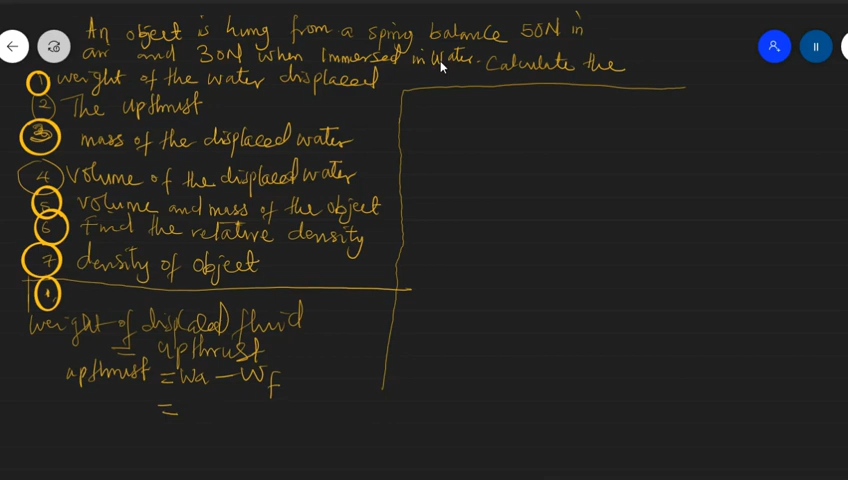 An object is hung from a spring balance 50N in
air and 30N when immersed in water. Calculate the
1 weight of the water displaced
2 The upthrust
3 mass of the displaced water
4 volume of the displaced water
5 volume and mass of the object
6 Find the relative density
7 density of object
1.
weight of displaced fluid
= upthrust
upthrust = Wa - Wf
=